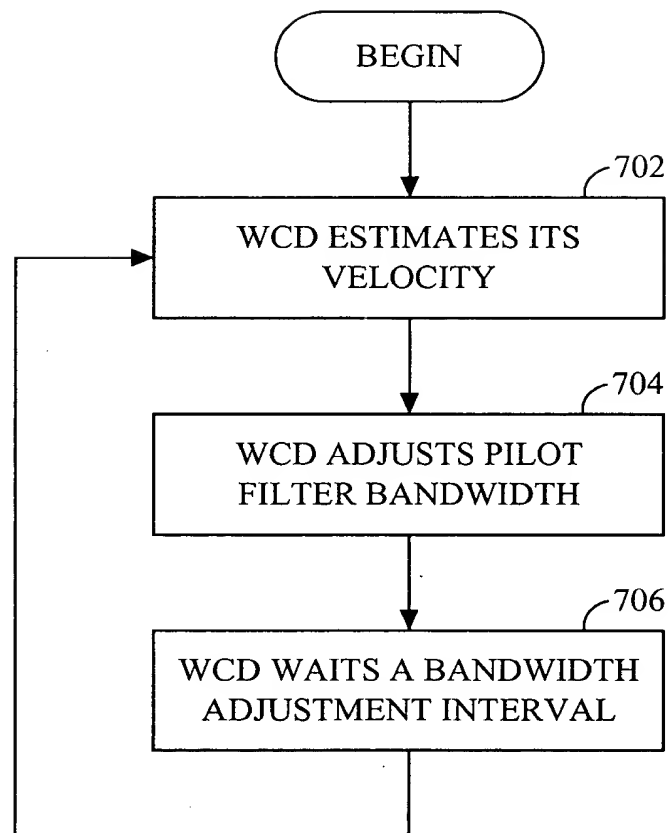 BEGIN
702
WCD ESTIMATES ITS
VELOCITY
704
WCD ADJUSTS PILOT
FILTER BANDWIDTH
706
WCD WAITS A BANDWIDTH
ADJUSTMENT INTERVAL